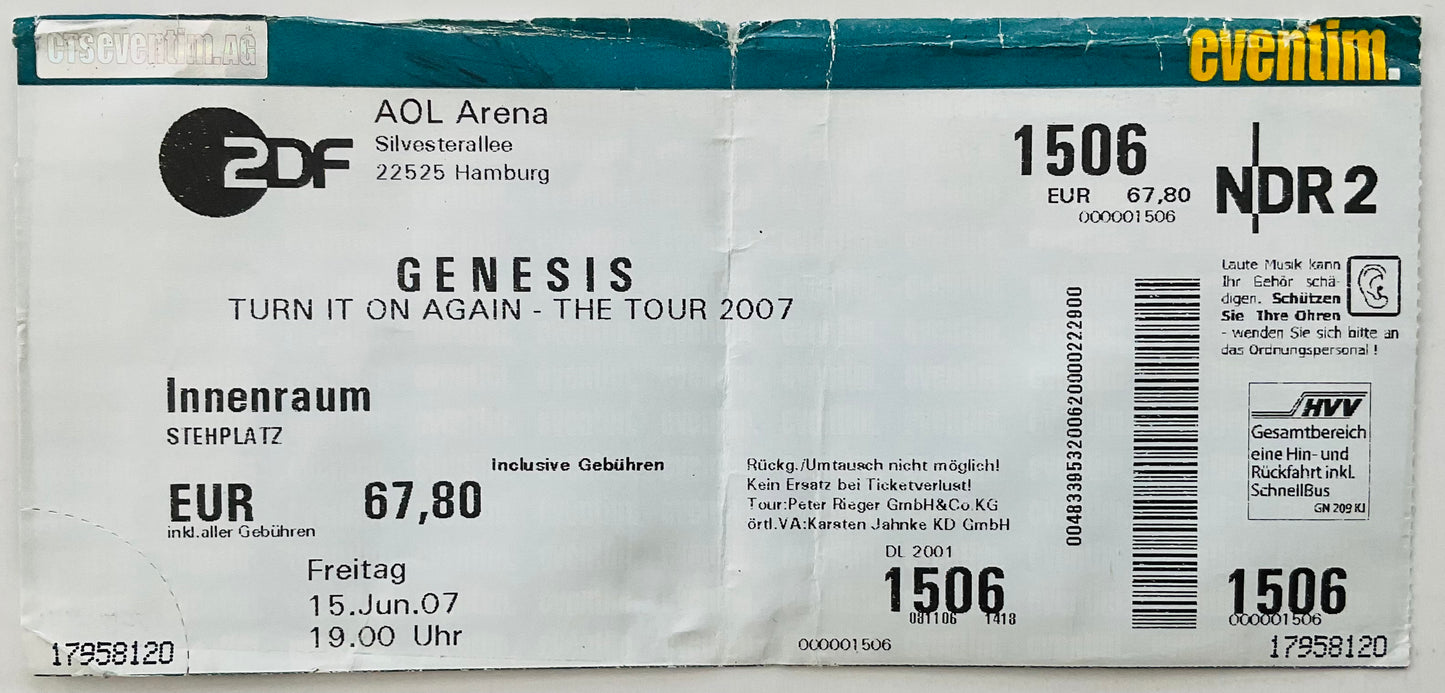 ctseventim.AG
eventim.
ZDF
AOL Arena
Silvesterallee
22525 Hamburg
1506
EUR 67,80
000001506
NDR 2
GENESIS
TURN IT ON AGAIN - THE TOUR 2007
Laute Musik kann
Ihr Gehör schä-
digen. Schützen
Sie Ihre Ohren
- wenden Sie sich bitte an
das Ordnungspersonal !
Innenraum
STEHPLATZ
Inclusive Gebühren
EUR 67,80
inkl.aller Gebühren
Freitag
15.Jun.07
19.00 Uhr
17958120
Rückg./Umtausch nicht möglich!
Kein Ersatz bei Ticketverlust!
Tour:Peter Rieger GmbH&Co.KG
örtl.VA:Karsten Jahnke KD GmbH
DL 2001
1506
081106 1418
000001506
HVV
Gesamtbereich
eine Hin- und
Rückfahrt inkl.
SchnellBus
GN 209 KJ
1506
000001506
17958120